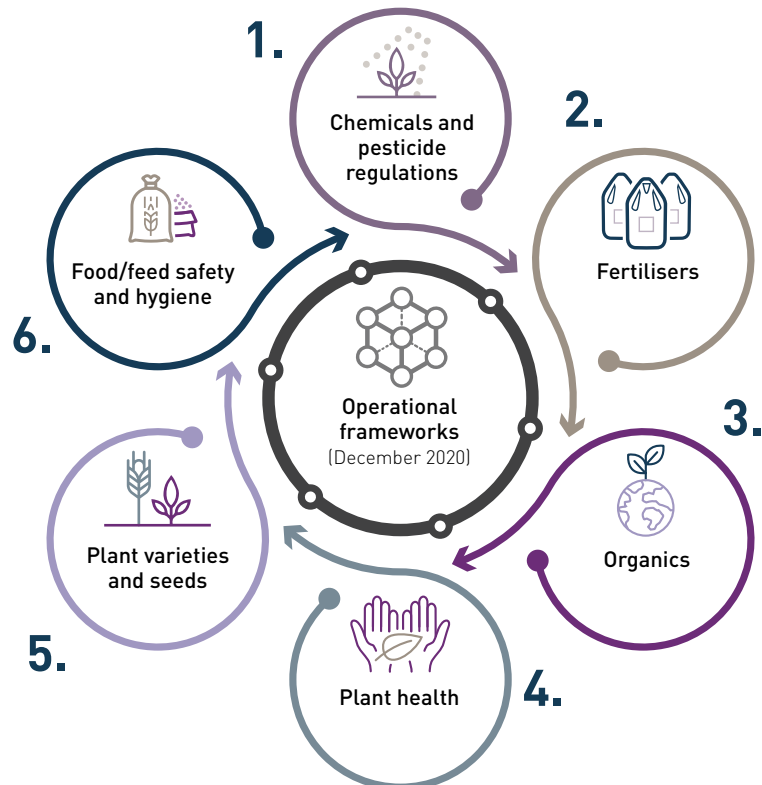 1.
Chemicals and
pesticide
regulations
2.
Fertilisers
3.
Organics
4.
Plant health
5.
Plant varieties
and seeds
6.
Food/feed safety
and hygiene
Operational
frameworks
(December 2020)